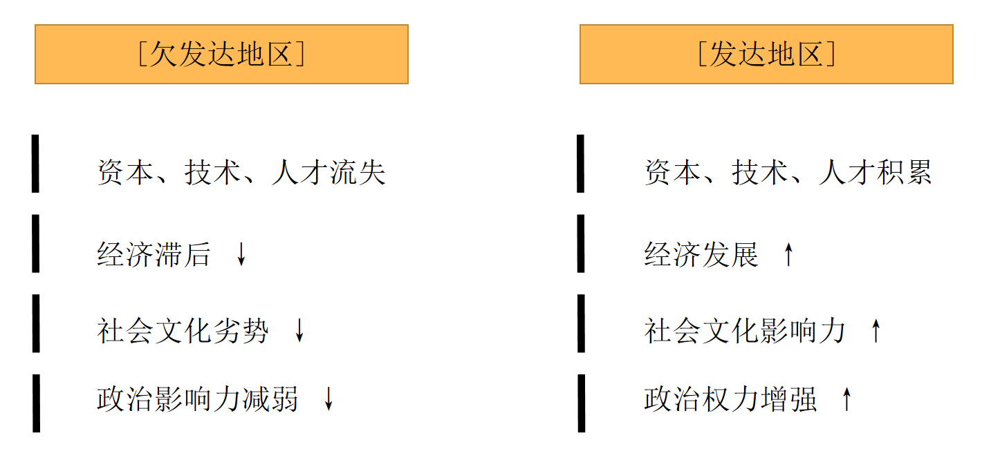 [欠发达地区]
资本、技术、人才流失
经济滞后 ↓
社会文化劣势 ↓
政治影响力减弱 ↓
[发达地区]
资本、技术、人才积累
经济发展 ↑
社会文化影响力 ↑
政治权力增强 ↑